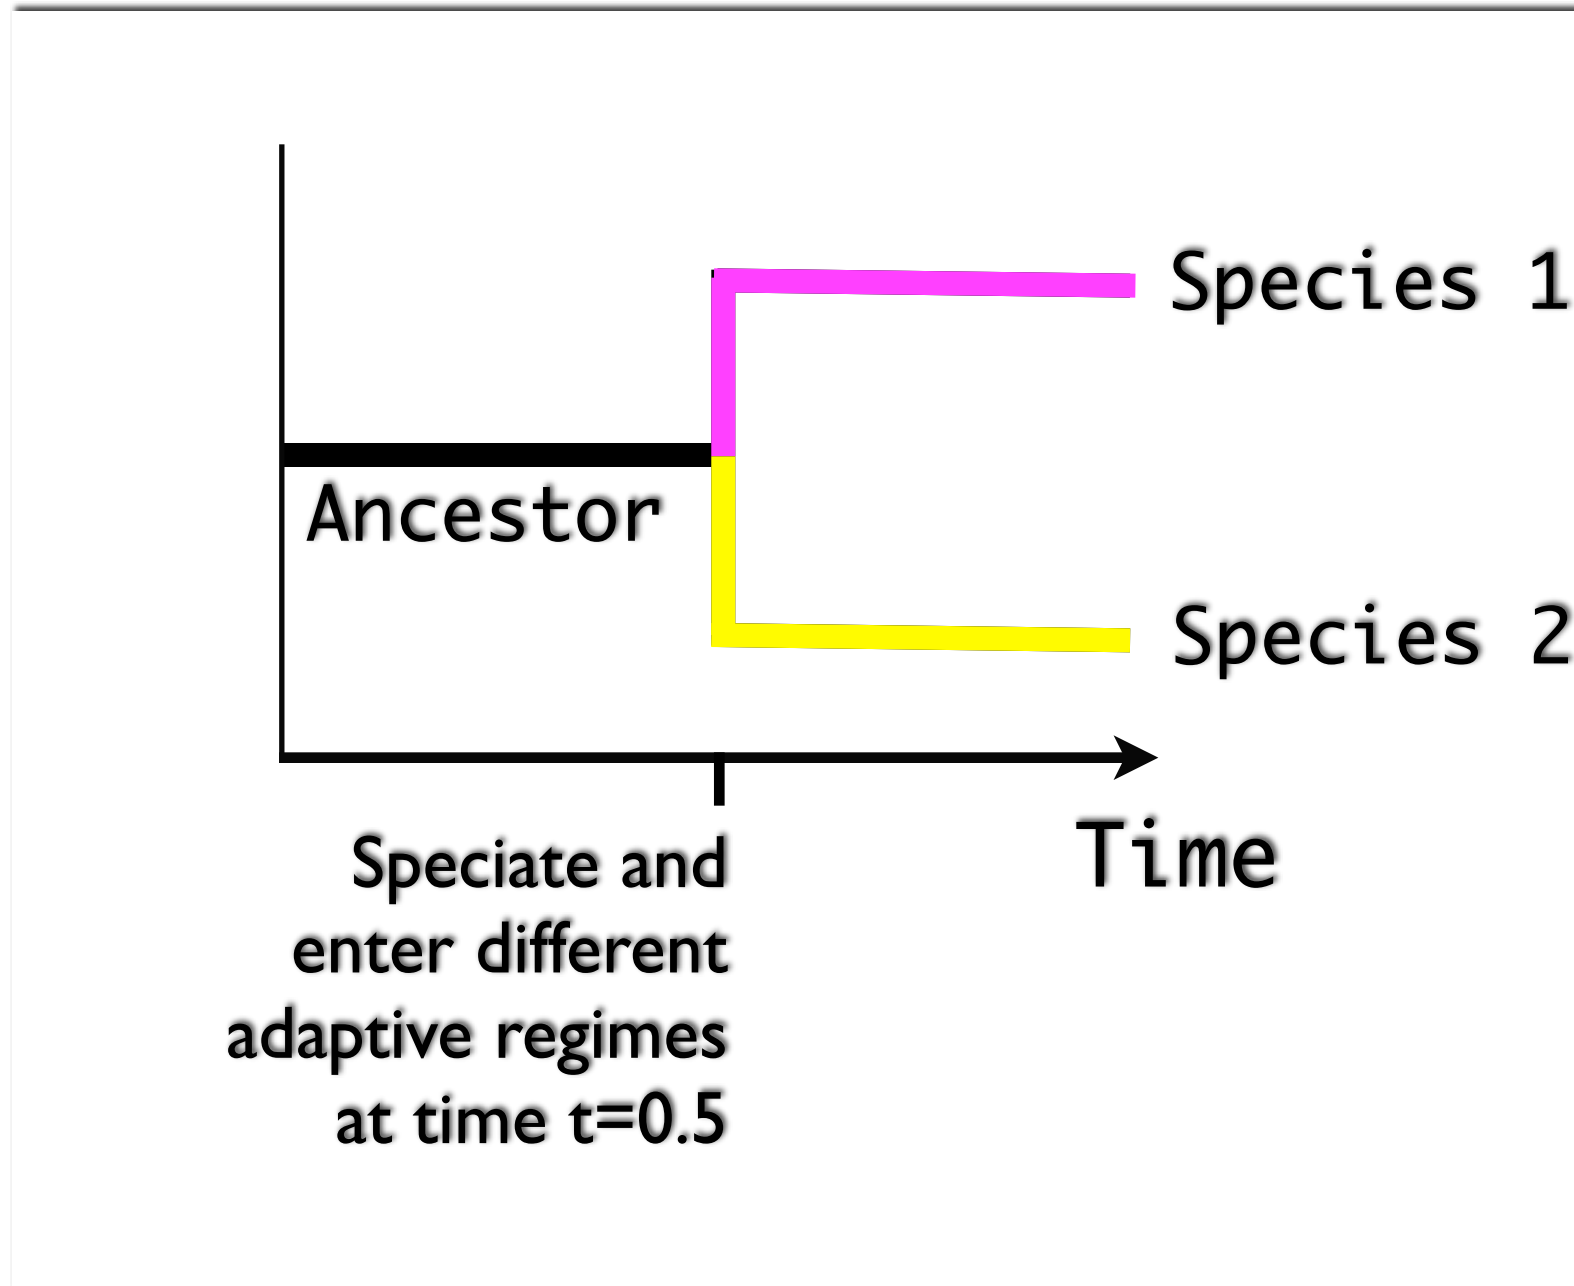 Species 1
Ancestor
Species 2
Time
Speciate and
enter different
adaptive regimes
at time t=0.5